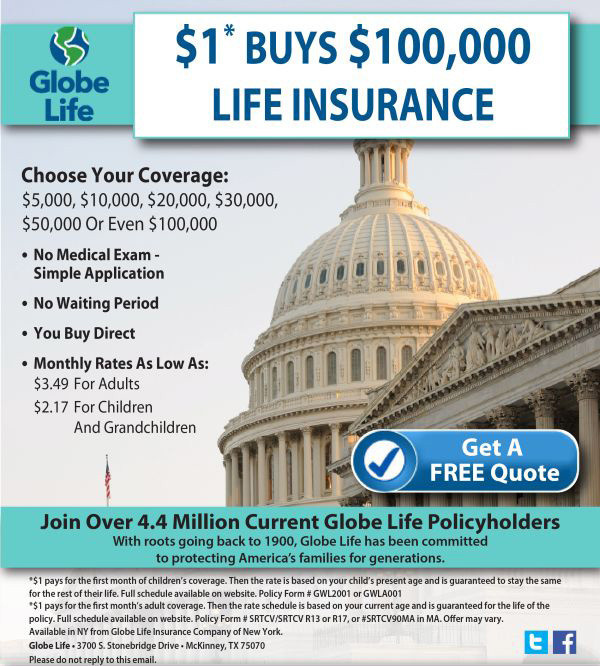 Globe
Life
$1* BUYS $100,000
LIFE INSURANCE
Choose Your Coverage:
$5,000, $10,000, $20,000, $30,000,
$50,000 Or Even $100,000
• No Medical Exam -
Simple Application
• No Waiting Period
• You Buy Direct
• Monthly Rates As Low As:
$3.49 For Adults
$2.17 For Children
And Grandchildren
Get A
FREE Quote
Join Over 4.4 Million Current Globe Life Policyholders
With roots going back to 1900, Globe Life has been committed
to protecting America's families for generations.
*$1 pays for the first month of children's coverage. Then the rate is based on your child's present age and is guaranteed to stay the same
for the rest of their life. Full schedule available on website. Policy Form # GWL2001 or GWLA001
*$1 pays for the first month's adult coverage. Then the rate schedule is based on your current age and is guaranteed for the life of the
policy. Full schedule available on website. Policy Form # SRTCV/SRTCV R13 or R17, or #SRTCV90MA in MA. Offer may vary.
Available in NY from Globe Life Insurance Company of New York.
Globe Life • 3700 S. Stonebridge Drive • McKinney, TX 75070
Please do not reply to this email.